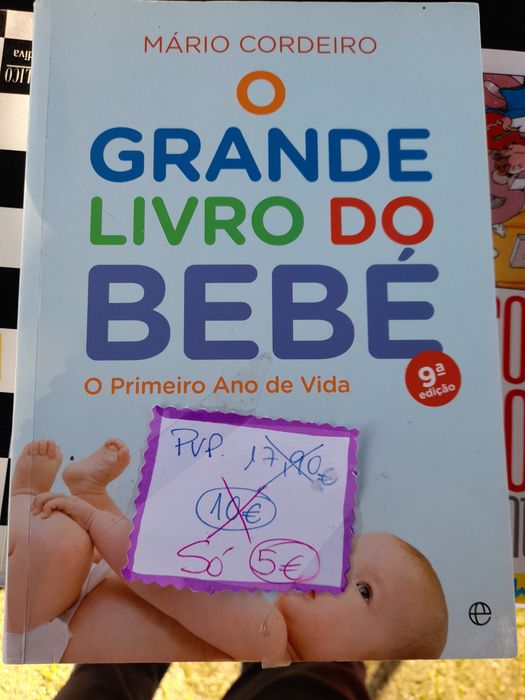 MÁRIO CORDEIRO
O
GRANDE
LIVRO DO
BEBÉ
O Primeiro Ano de Vida
9ª
edição
PVP. 17,90€
10€
Só 5€
e